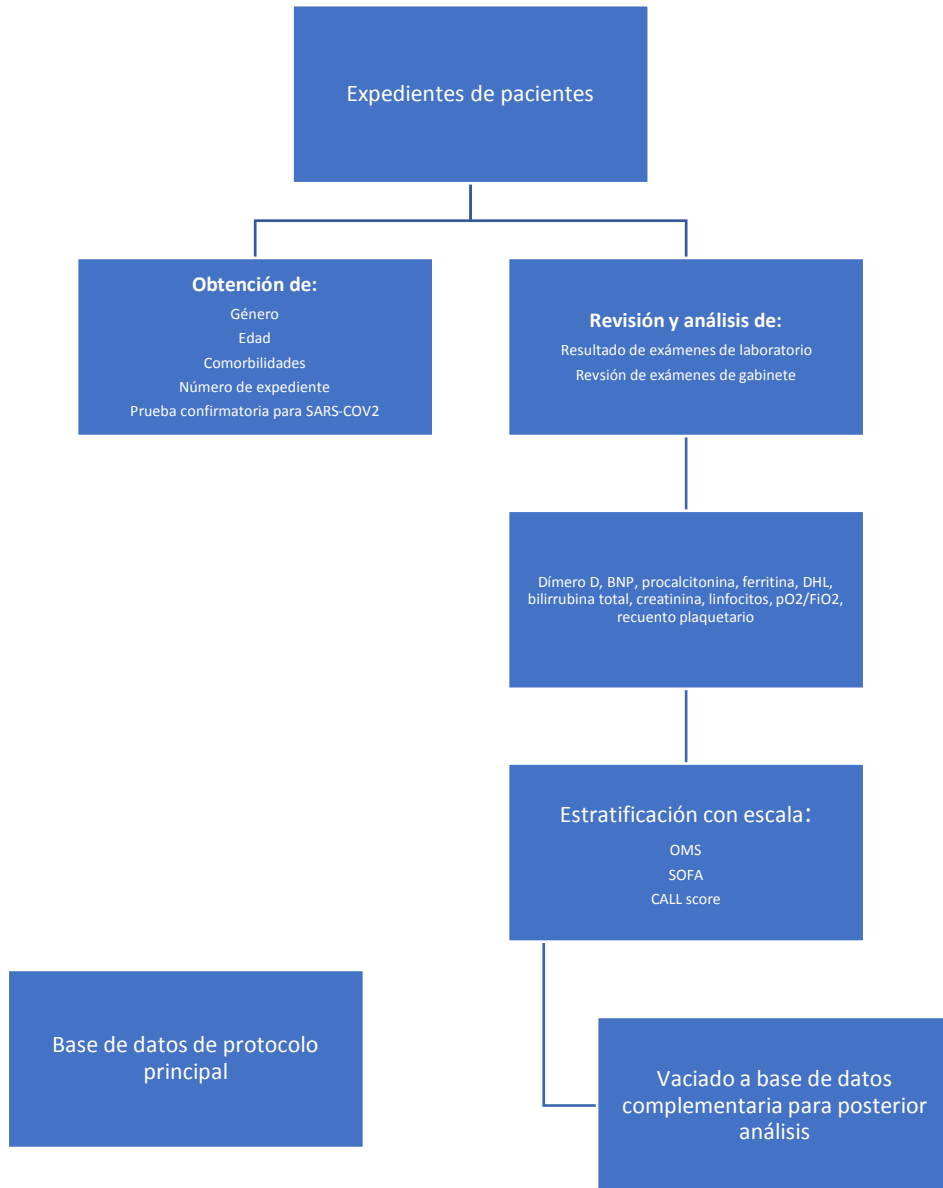 Expedientes de pacientes
Obtención de:
Género
Edad
Comorbilidades
Número de expediente
Prueba confirmatoria para SARS-COV2
Revisión y análisis de:
Resultado de exámenes de laboratorio
Revsión de exámenes de gabinete
Dímero D, BNP, procalcitonina, ferritina, DHL,
bilirrubina total, creatinina, linfocitos, pO2/FiO2,
recuento plaquetario
Estratificación con escala:
OMS
SOFA
CALL score
Base de datos de protocolo
principal
Vaciado a base de datos
complementaria para posterior
análisis